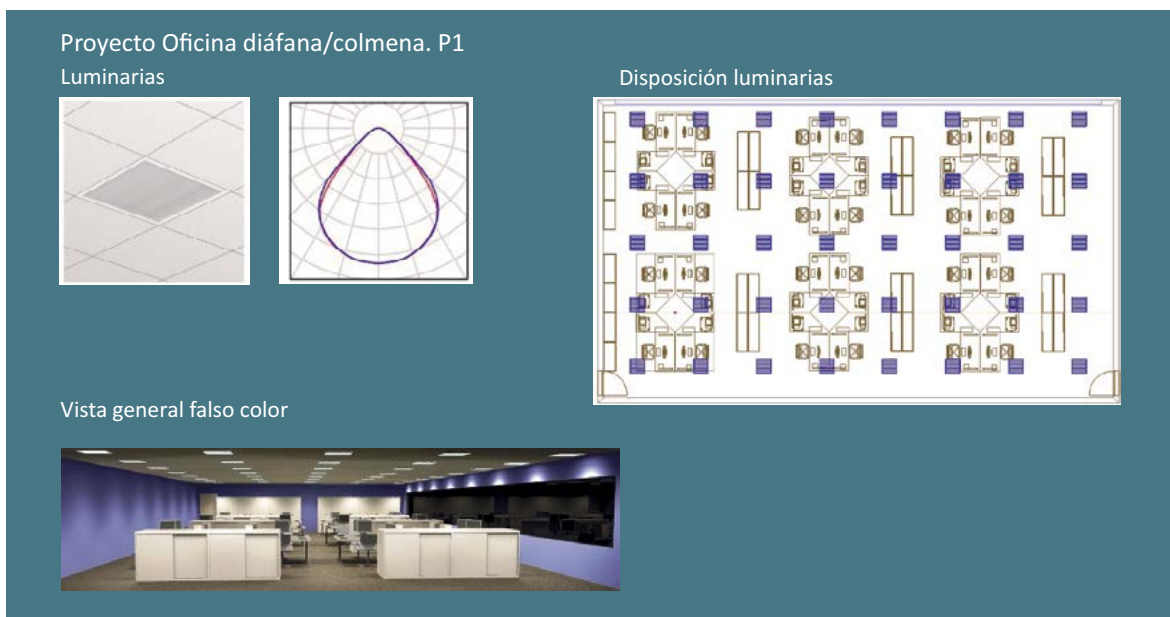 Proyecto Oficina diáfana/colmena. P1
Luminarias
Disposición luminarias
Vista general falso color